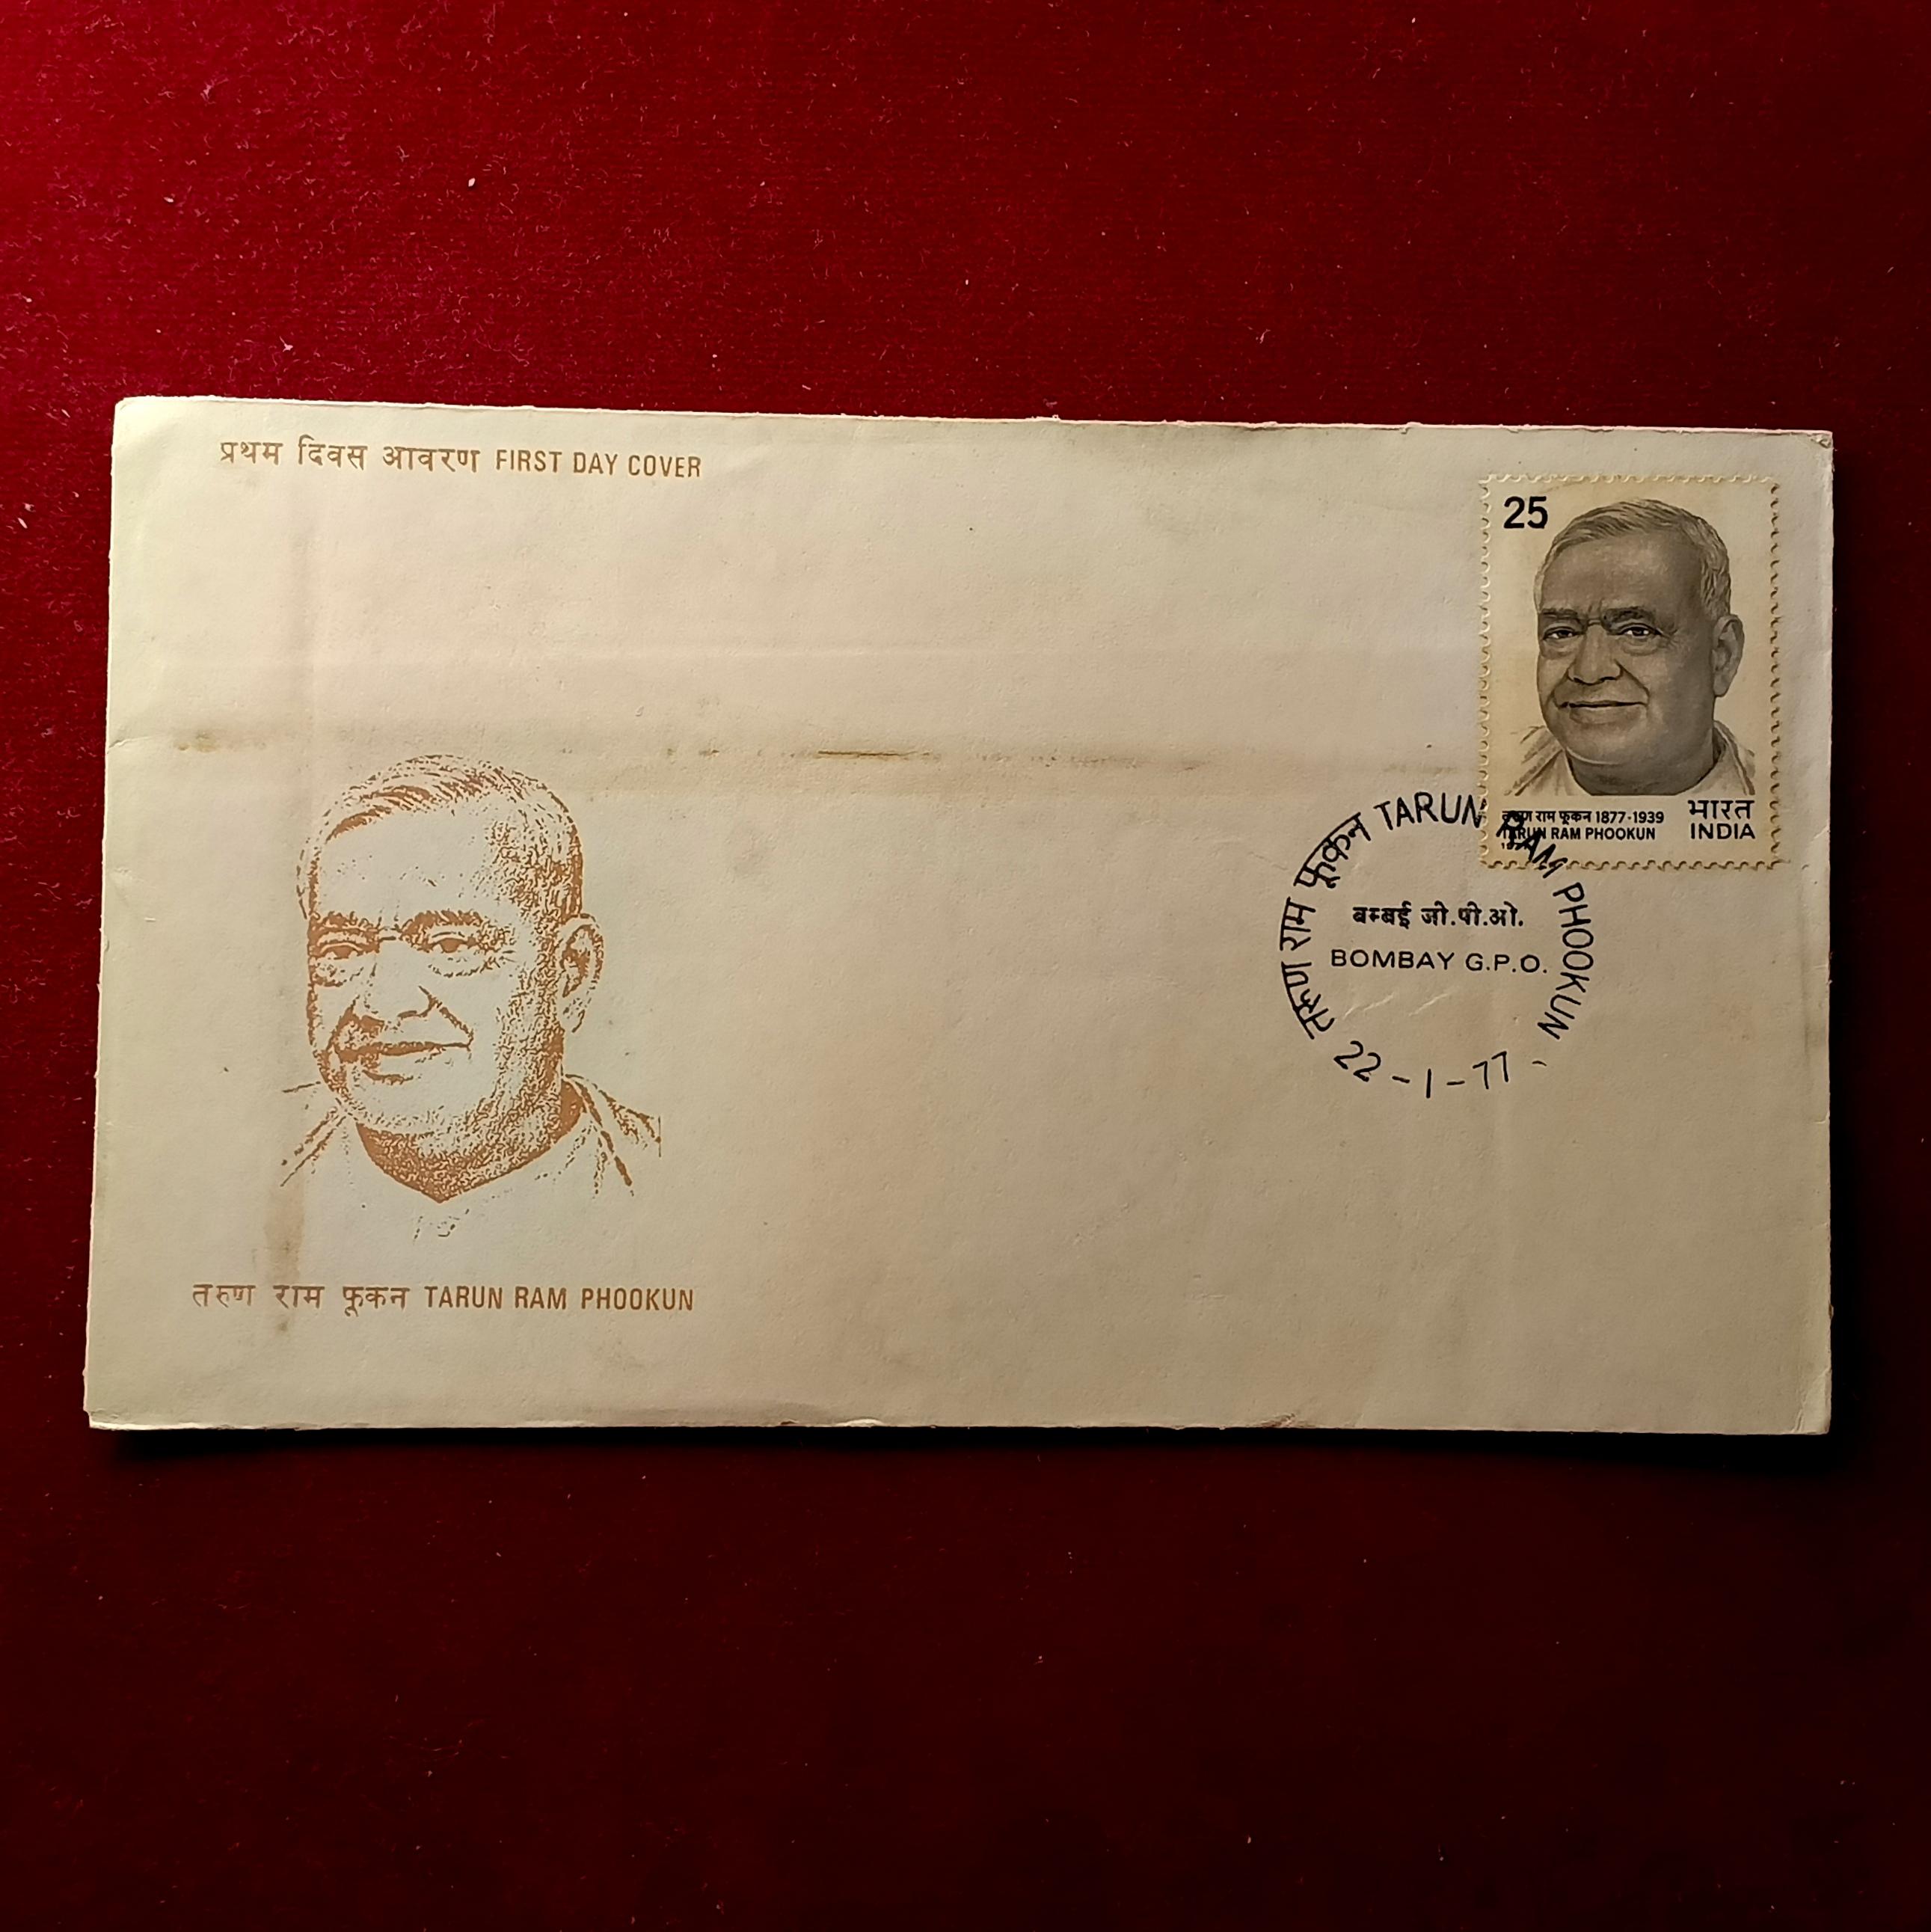 प्रथम दिवस आवरण FIRST DAY COVER
25
तरुण राम फूकन 1877-1939
TARUN RAM PHOOKUN
भारत
INDIA
तरुण राम फूकन TARUN RAM PHOOKUN
बम्बई जी.पी.ओ.
BOMBAY G.P.O.
22-1-77
तरुण राम फूकन TARUN RAM PHOOKUN